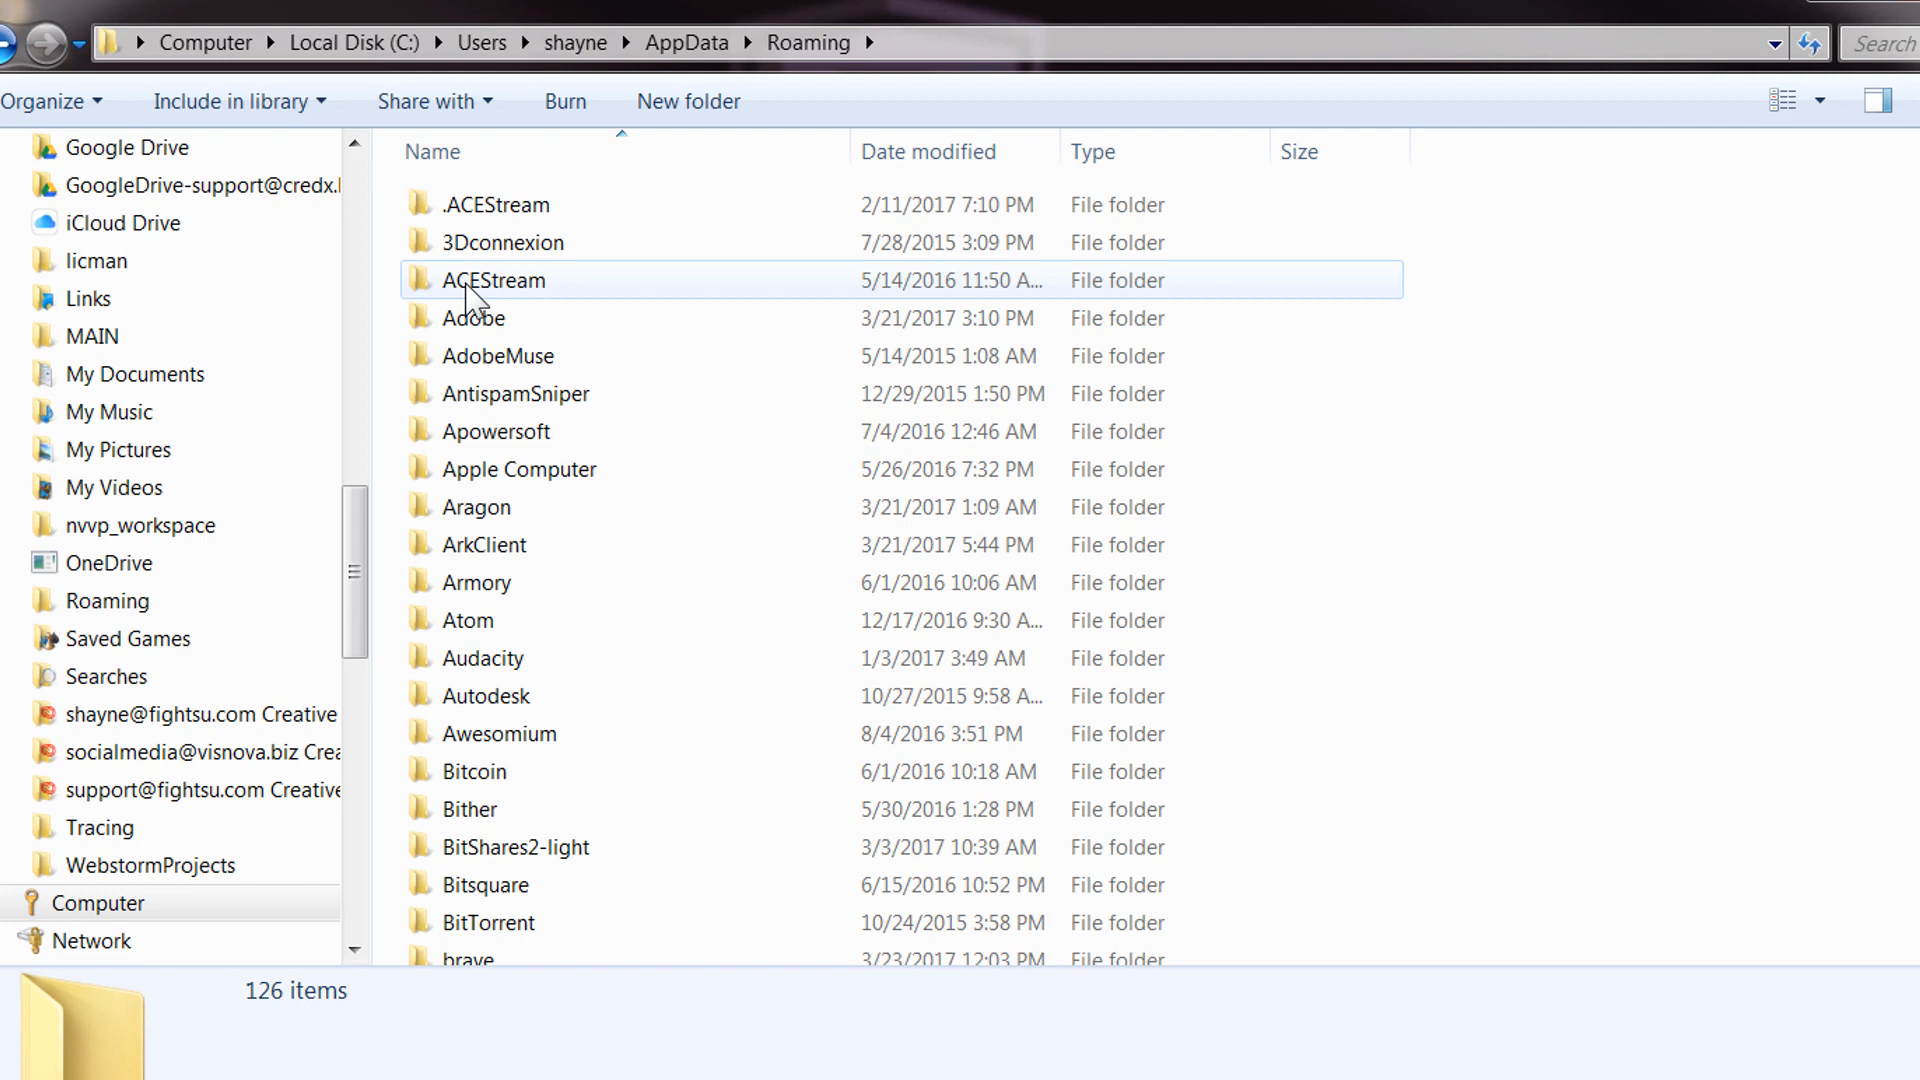 Computer Local Disk (C:) Users shayne AppData Roaming Search
Organize Include in library Share with Burn New folder
Google Drive
GoogleDrive-support@credx.
iCloud Drive
licman
Links
MAIN
My Documents
My Music
My Pictures
My Videos
nvvp_workspace
OneDrive
Roaming
Saved Games
Searches
shayne@fightsu.com Creative
socialmedia@visnova.biz Crea
support@fightsu.com Creative
Tracing
WebstormProjects
Computer
Network
Name Date modified Type Size
.ACEStream 2/11/2017 7:10 PM File folder
3Dconnexion 7/28/2015 3:09 PM File folder
ACEStream 5/14/2016 11:50 A... File folder
Adobe 3/21/2017 3:10 PM File folder
AdobeMuse 5/14/2015 1:08 AM File folder
AntispamSniper 12/29/2015 1:50 PM File folder
Apowersoft 7/4/2016 12:46 AM File folder
Apple Computer 5/26/2016 7:32 PM File folder
Aragon 3/21/2017 1:09 AM File folder
ArkClient 3/21/2017 5:44 PM File folder
Armory 6/1/2016 10:06 AM File folder
Atom 12/17/2016 9:30 A... File folder
Audacity 1/3/2017 3:49 AM File folder
Autodesk 10/27/2015 9:58 A... File folder
Awesomium 8/4/2016 3:51 PM File folder
Bitcoin 6/1/2016 10:18 AM File folder
Bither 5/30/2016 1:28 PM File folder
BitShares2-light 3/3/2017 10:39 AM File folder
Bitsquare 6/15/2016 10:52 PM File folder
BitTorrent 10/24/2015 3:58 PM File folder
brave 3/23/2017 12:03 PM File folder
126 items